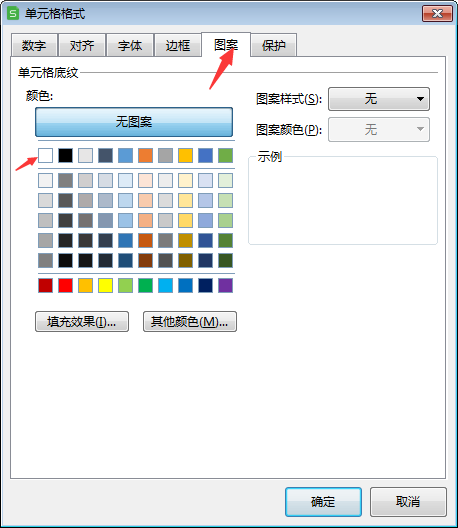 S 单元格格式
数字 对齐 字体 边框 图案 保护
单元格底纹
颜色:
无图案
填充效果(I)... 其他颜色(M)...
图案样式(S): 无
图案颜色(P): 无
示例
确定 取消